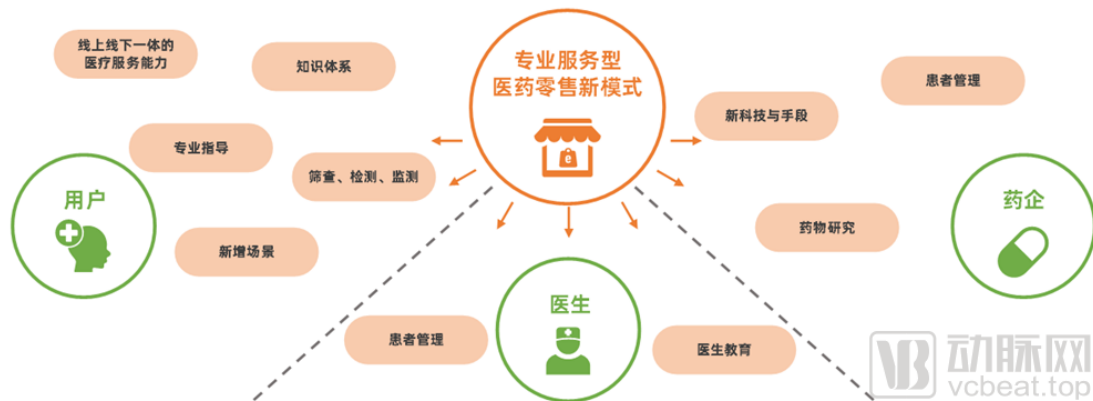 线上线下一体的
医疗服务能力
知识体系
专业服务型
医药零售新模式
e
新科技与手段
患者管理
专业指导
筛查、检测、监测
用户
新增场景
药企
药物研究
医生
患者管理
医生教育
VB
动脉网
vcbeat.top